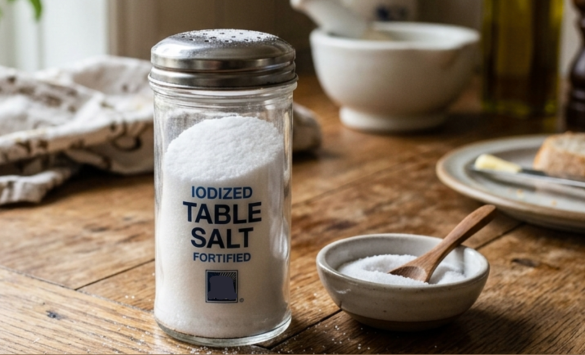 IODIZED
TABLE
SALT
FORTIFIED